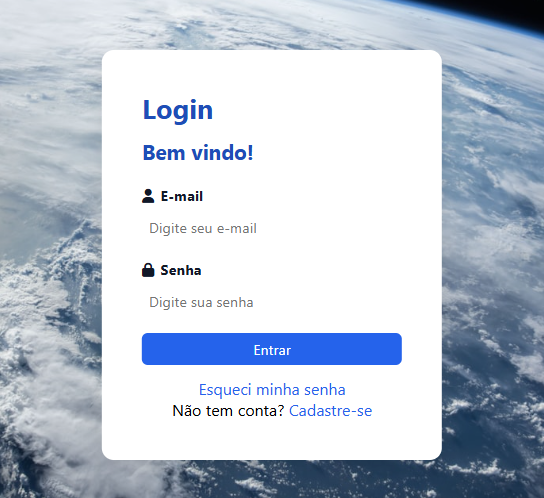 Login
Bem vindo!
E-mail
Digite seu e-mail
Senha
Digite sua senha
Entrar
Esqueci minha senha
Não tem conta? Cadastre-se